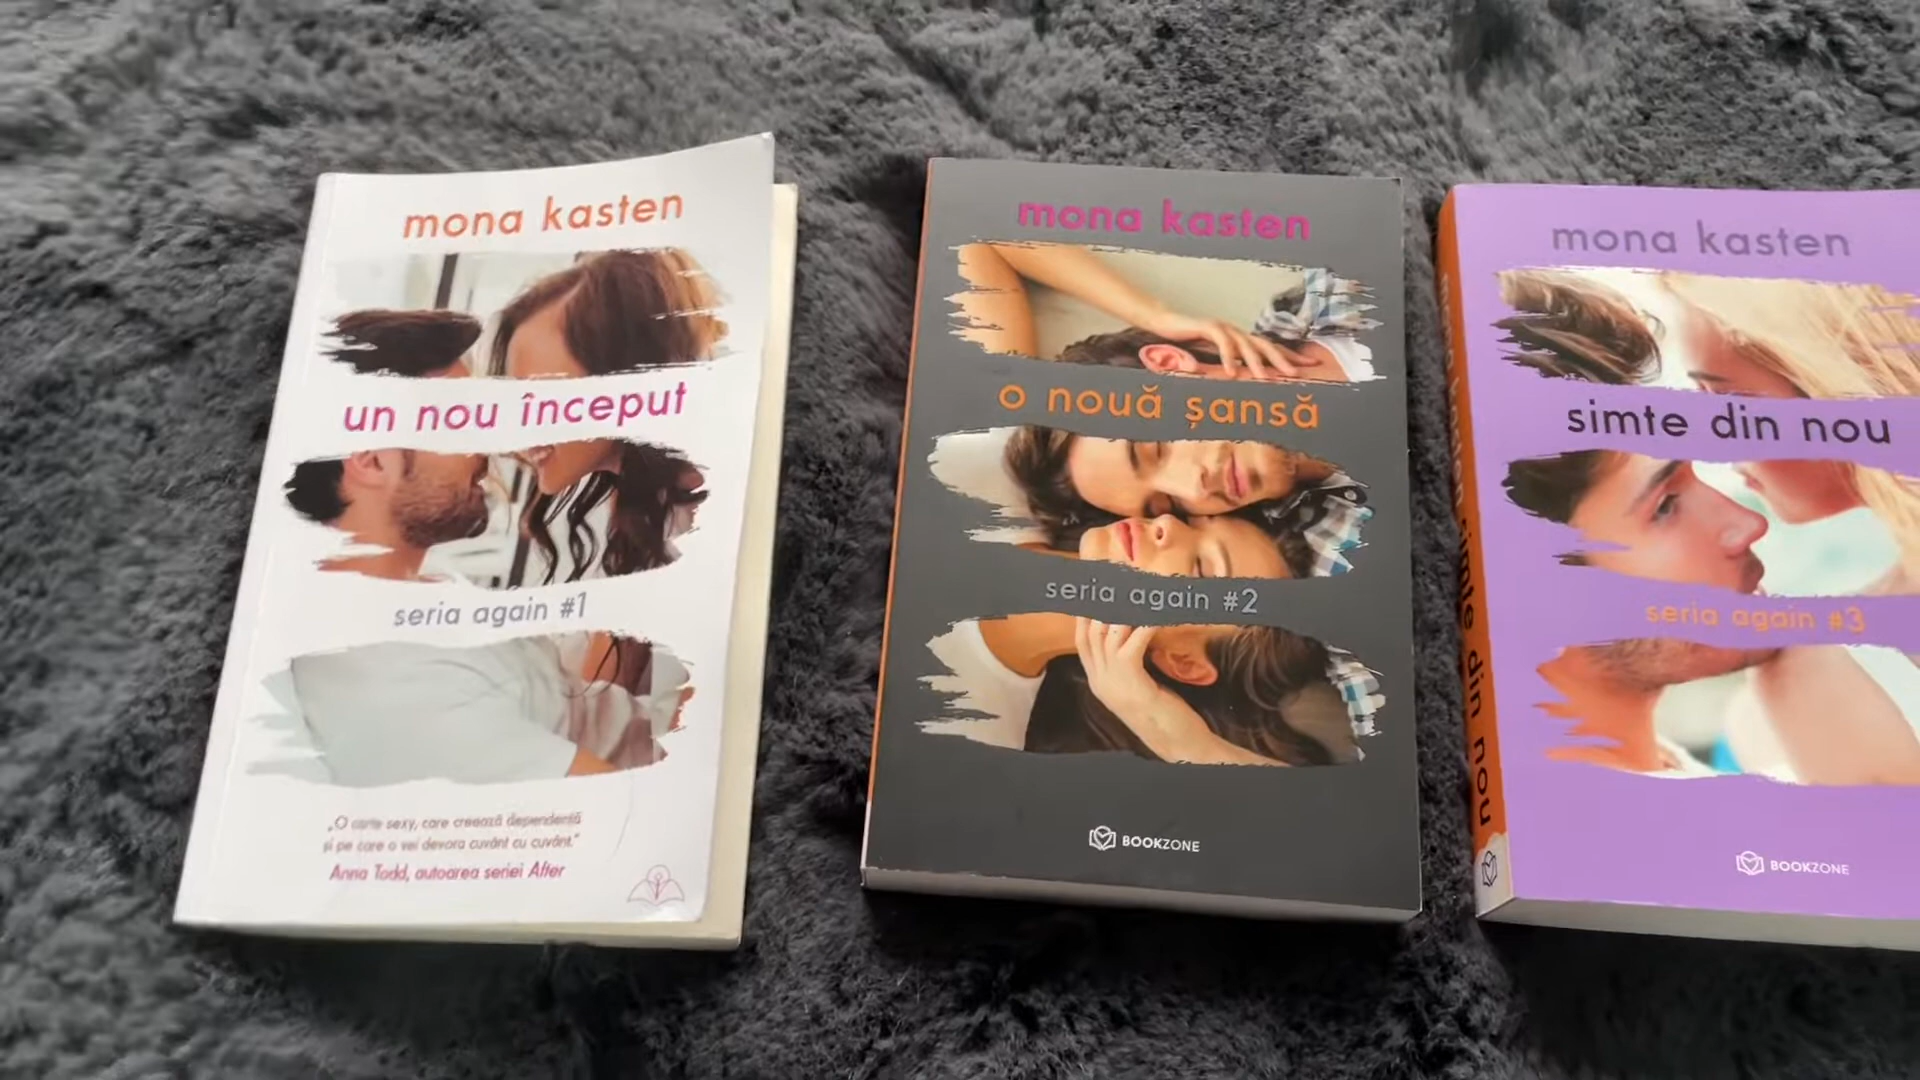 mona kasten
un nou început
seria again #1
„O carte sexy, care creează dependență
și pe care o vei devora cuvânt cu cuvânt."
Anna Todd, autoarea seriei After
mona kasten
o nouă șansă
seria again #2
BOOKZONE
mona kasten
simte din nou
seria again #3
BOOKZONE
mona kasten simte din nou